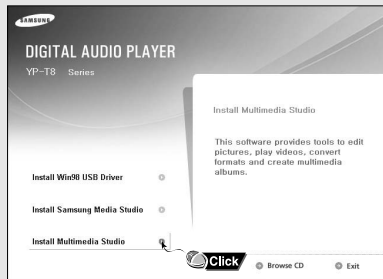 SAMSUNG
DIGITAL AUDIO PLAYER
YP-T8 Series
Install Multimedia Studio
This software provides tools to edit
pictures, play videos, convert
formats and create multimedia
albums.
Install Win98 USB Driver
Install Samsung Media Studio
Install Multimedia Studio
Click
Browse CD
Exit